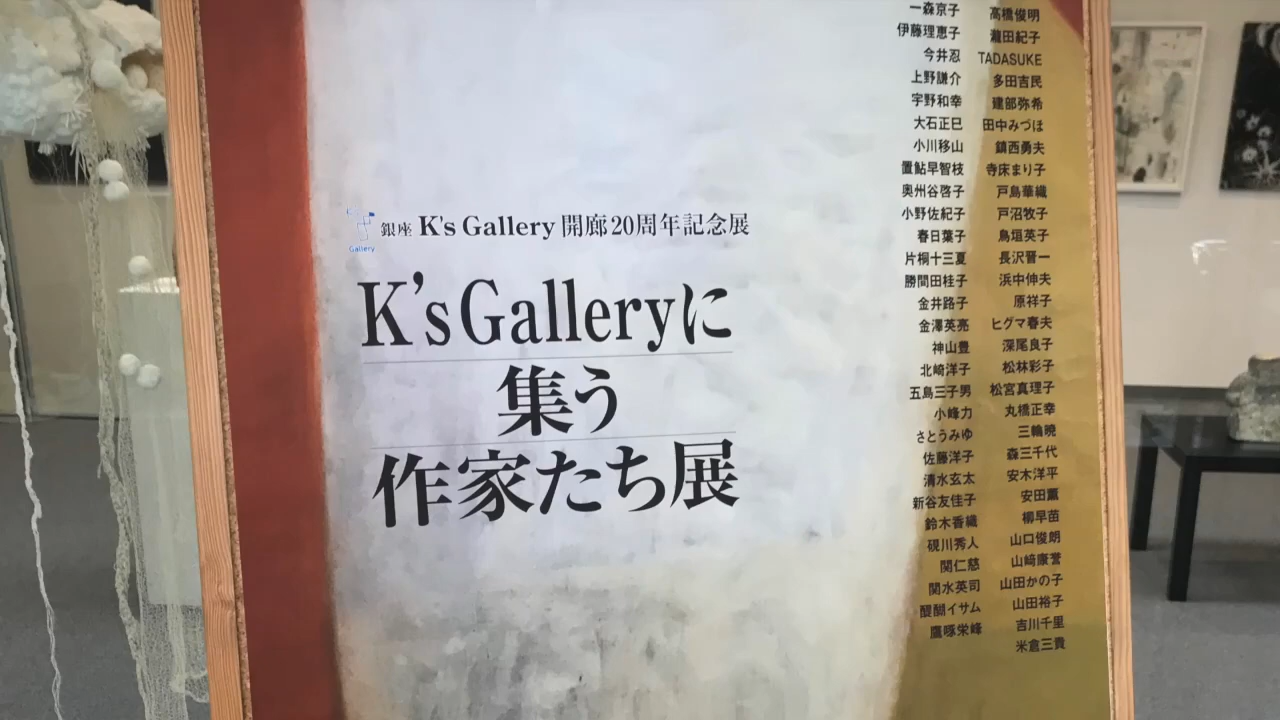 Gallery
銀座 K's Gallery 開廊20周年記念展
K's Galleryに
集う
作家たち展
一森京子
伊藤理恵子
今井忍
上野謙介
宇野和幸
大石正巳
小川移山
置鮎早智枝
奥州谷啓子
小野佐紀子
春日葉子
片桐十三夏
勝間田桂子
金井路子
金澤英亮
神山豊
北崎洋子
五島三子男
小峰力
さとうみゆ
佐藤洋子
清水玄太
新谷友佳子
鈴木香織
硯川秀人
関仁慈
関水英司
醍醐イサム
鷹啄栄峰
髙橋俊明
瀧田紀子
TADASUKE
多田吉民
建部弥希
田中みづほ
鎮西勇夫
寺床まり子
戸島華織
戸沼牧子
鳥垣英子
長沢晋一
浜中伸夫
原祥子
ヒグマ春夫
深尾良子
松林彩子
松宮真理子
丸橋正幸
三輪暁
森三千代
安木洋平
安田薫
柳早苗
山口俊朗
山﨑康誉
山田かの子
山田裕子
吉川千里
米倉三貴